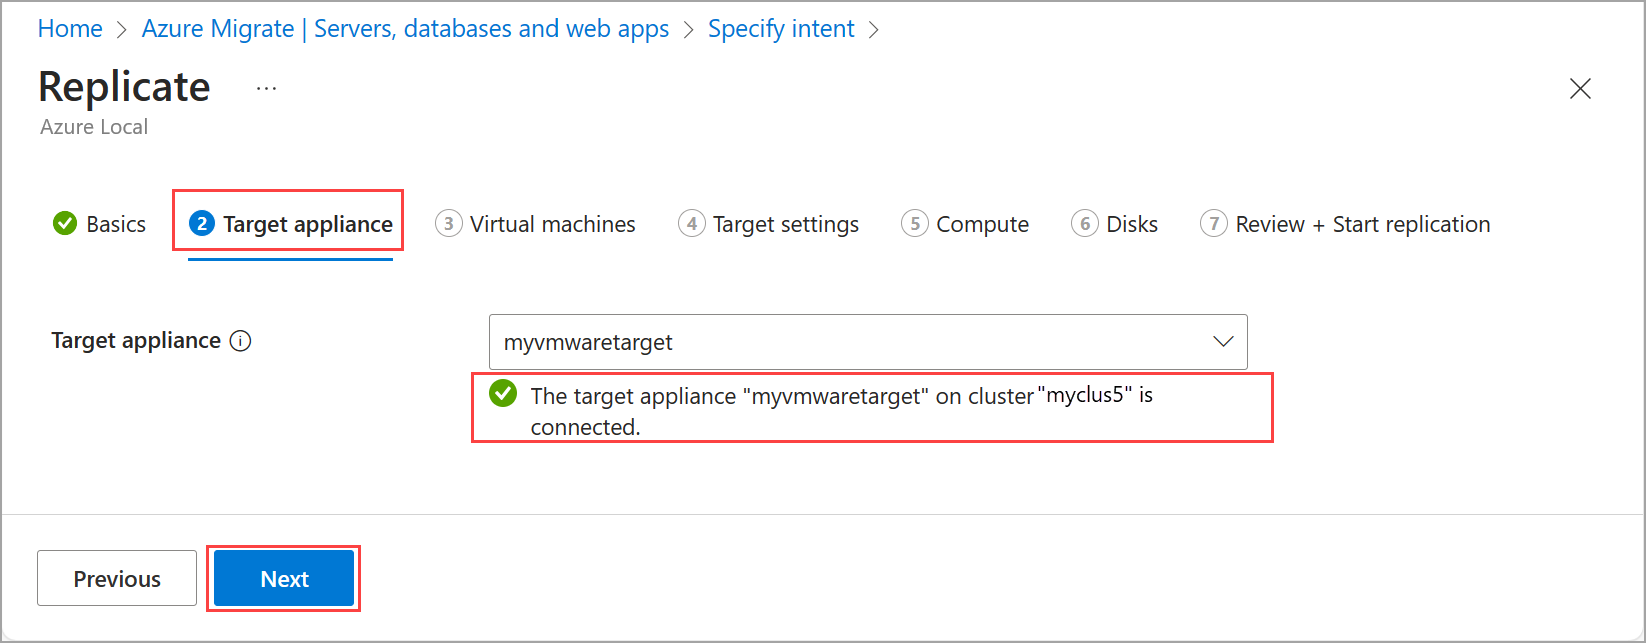 Home > Azure Migrate | Servers, databases and web apps > Specify intent >
Replicate ...
Azure Local
Basics 2 Target appliance 3 Virtual machines 4 Target settings 5 Compute 6 Disks 7 Review + Start replication
Target appliance myvmwaretarget
The target appliance "myvmwaretarget" on cluster "myclus5" is
connected.
Previous Next